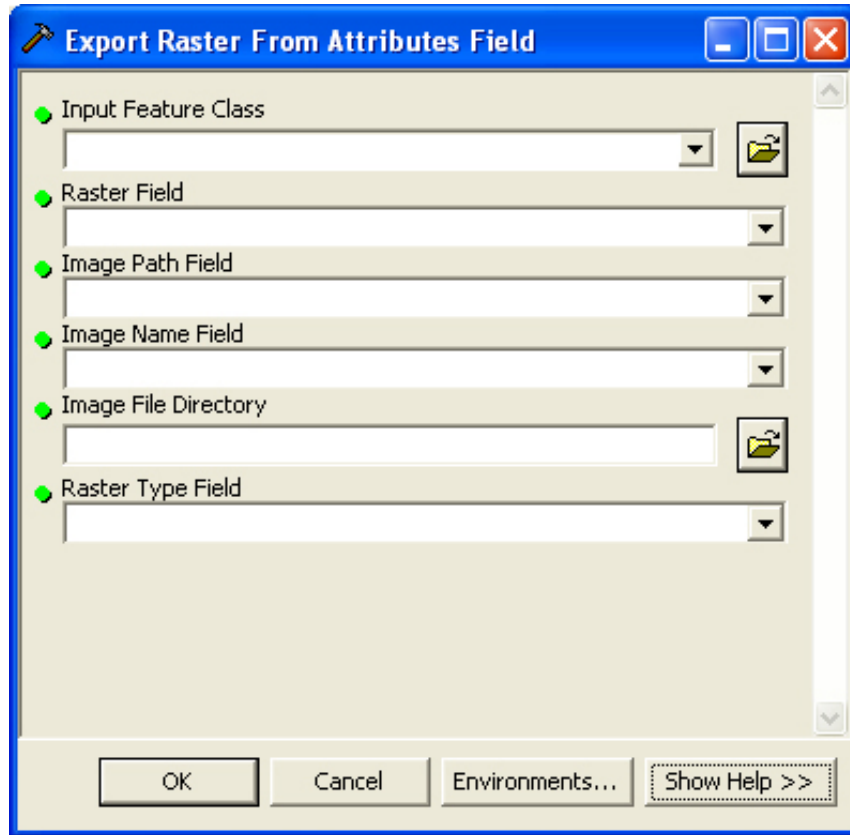 Export Raster From Attributes Field
Input Feature Class
Raster Field
Image Path Field
Image Name Field
Image File Directory
Raster Type Field
OK
Cancel
Environments...
Show Help >>